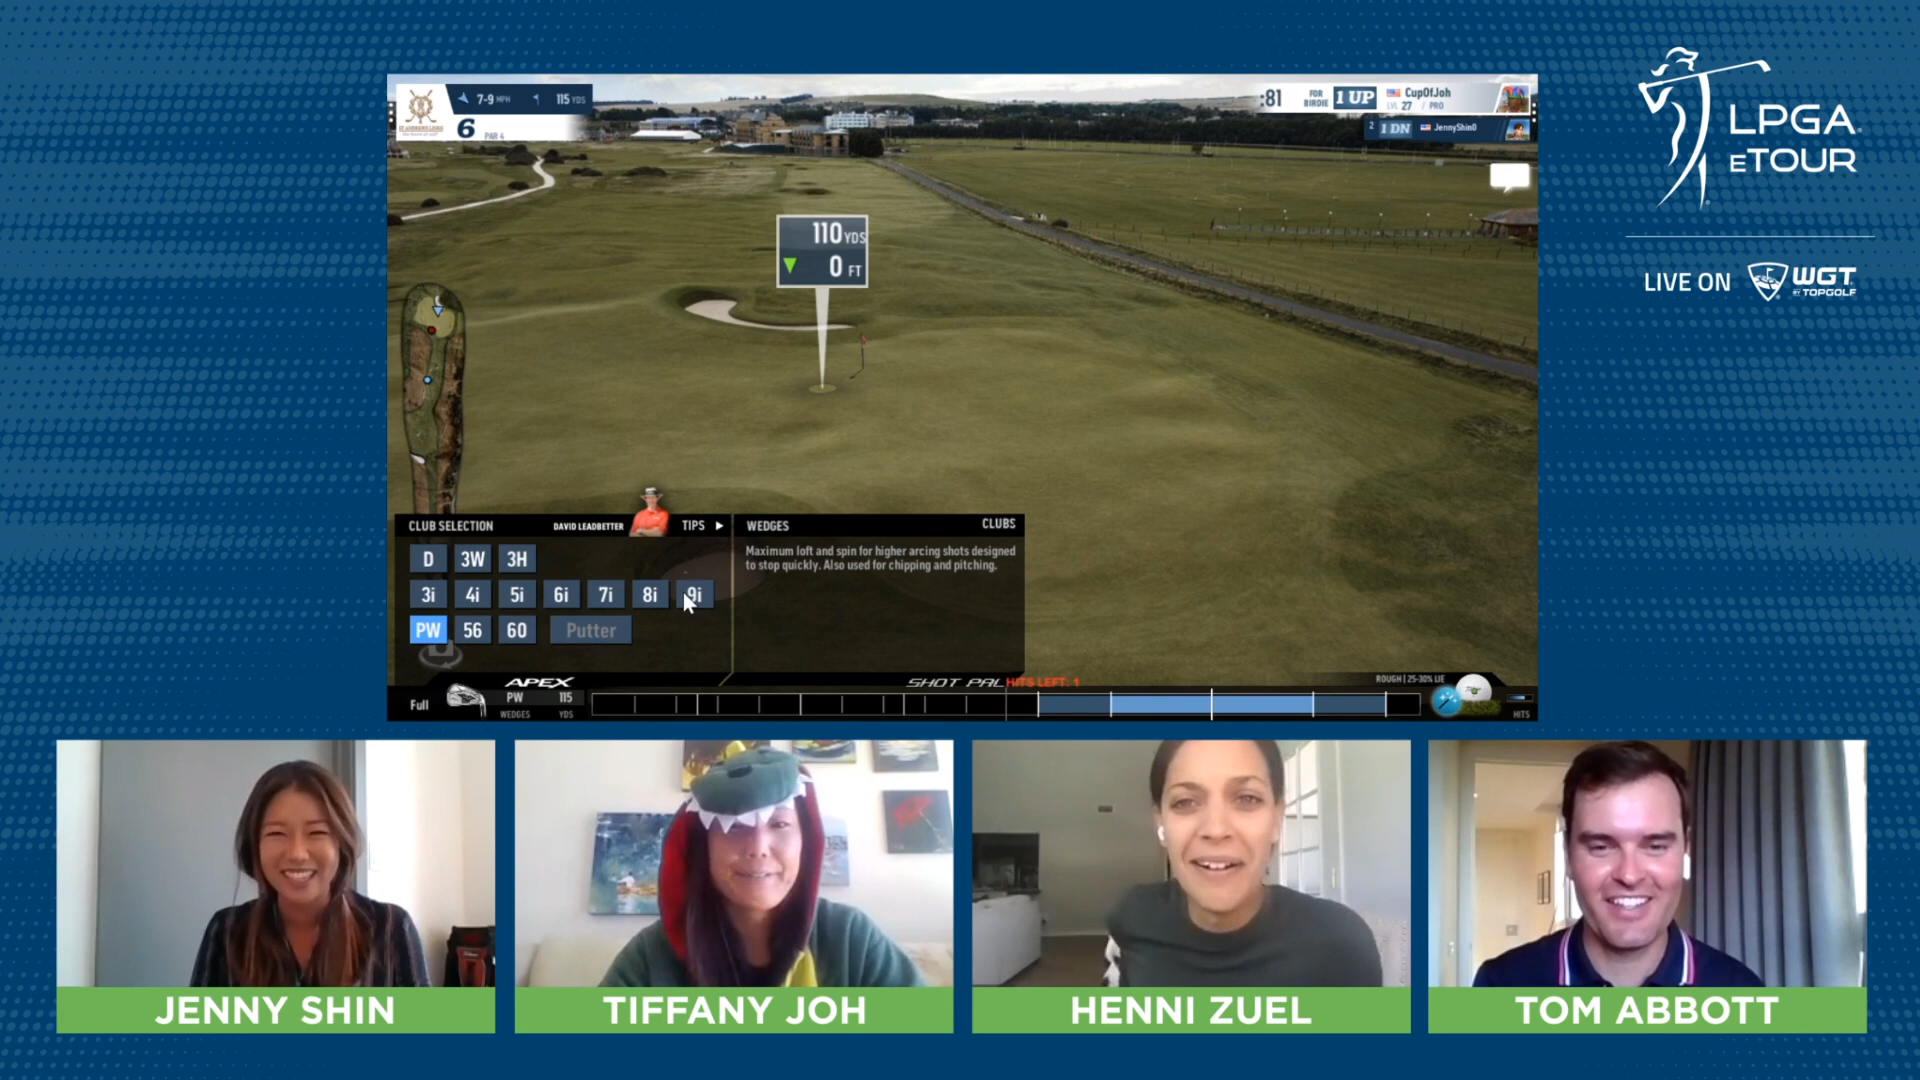 7-9 MPH 115 YDS
6 PAR 4
ST ANDREWS LINKS
:81 FOR BIRDIE 1 UP CupOfJoh
LVL 27 / PRO
2 1 DN JennyShin0
LPGA
eTOUR
LIVE ON WGT
BY TOPGOLF
110 YDS
0 FT
CLUB SELECTION DAVID LEADBETTER TIPS
D 3W 3H
3i 4i 5i 6i 7i 8i 9i
PW 56 60 Putter
WEDGES CLUBS
Maximum loft and spin for higher arcing shots designed
to stop quickly. Also used for chipping and pitching.
APEX
Full PW 115
WEDGES YDS
SHOT PAL HITS LEFT: 1
ROUGH | 25-30% LIE
HITS
JENNY SHIN
TIFFANY JOH
HENNI ZUEL
TOM ABBOTT